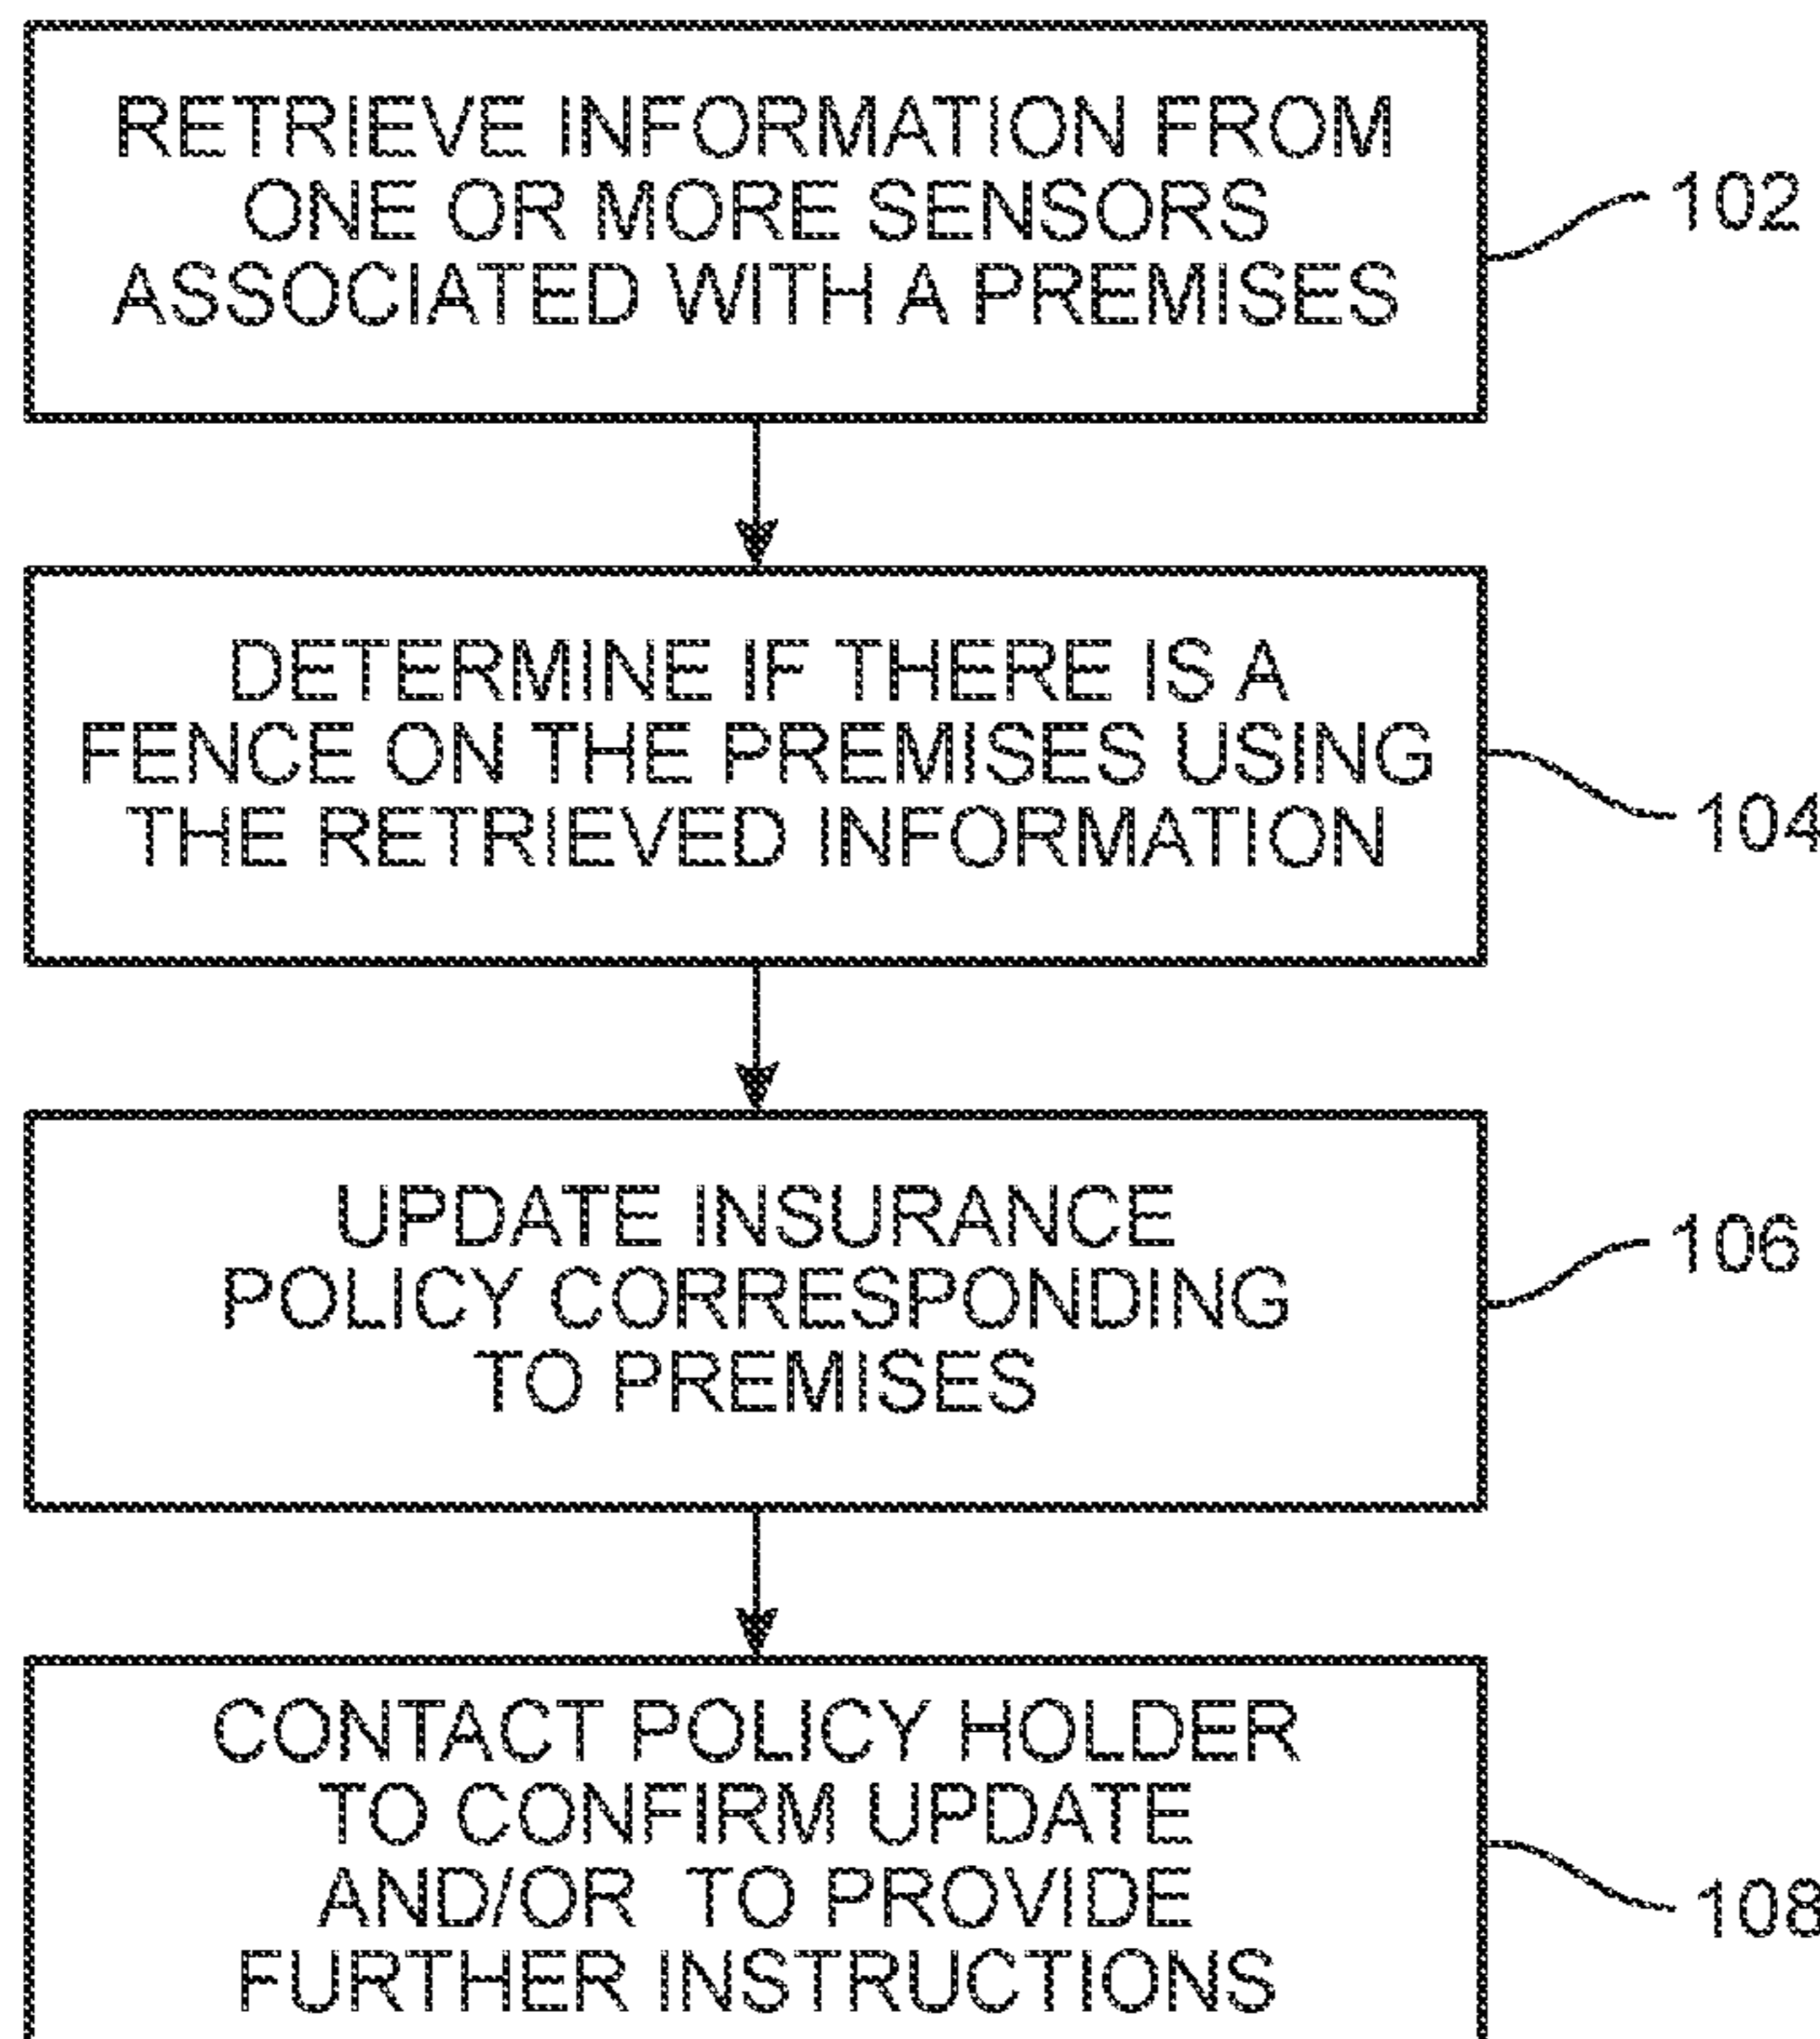 RETRIEVE INFORMATION FROM
ONE OR MORE SENSORS
ASSOCIATED WITH A PREMISES
102
DETERMINE IF THERE IS A
FENCE ON THE PREMISES USING
THE RETRIEVED INFORMATION
104
UPDATE INSURANCE
POLICY CORRESPONDING
TO PREMISES
106
CONTACT POLICY HOLDER
TO CONFIRM UPDATE
AND/OR TO PROVIDE
FURTHER INSTRUCTIONS
108